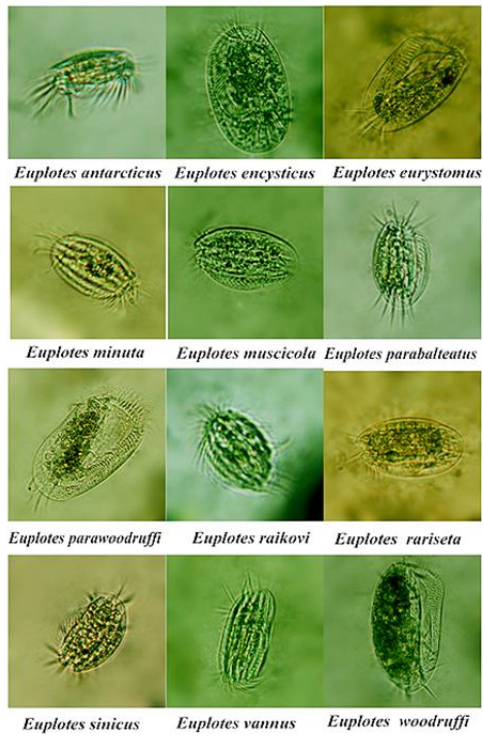 Euplotes antarcticus Euplotes encysticus Euplotes eurystomus
Euplotes minuta Euplotes muscicola Euplotes parabalteatus
Euplotes parawoodruffi Euplotes raikovi Euplotes rariseta
Euplotes sinicus Euplotes vannus Euplotes woodruffi